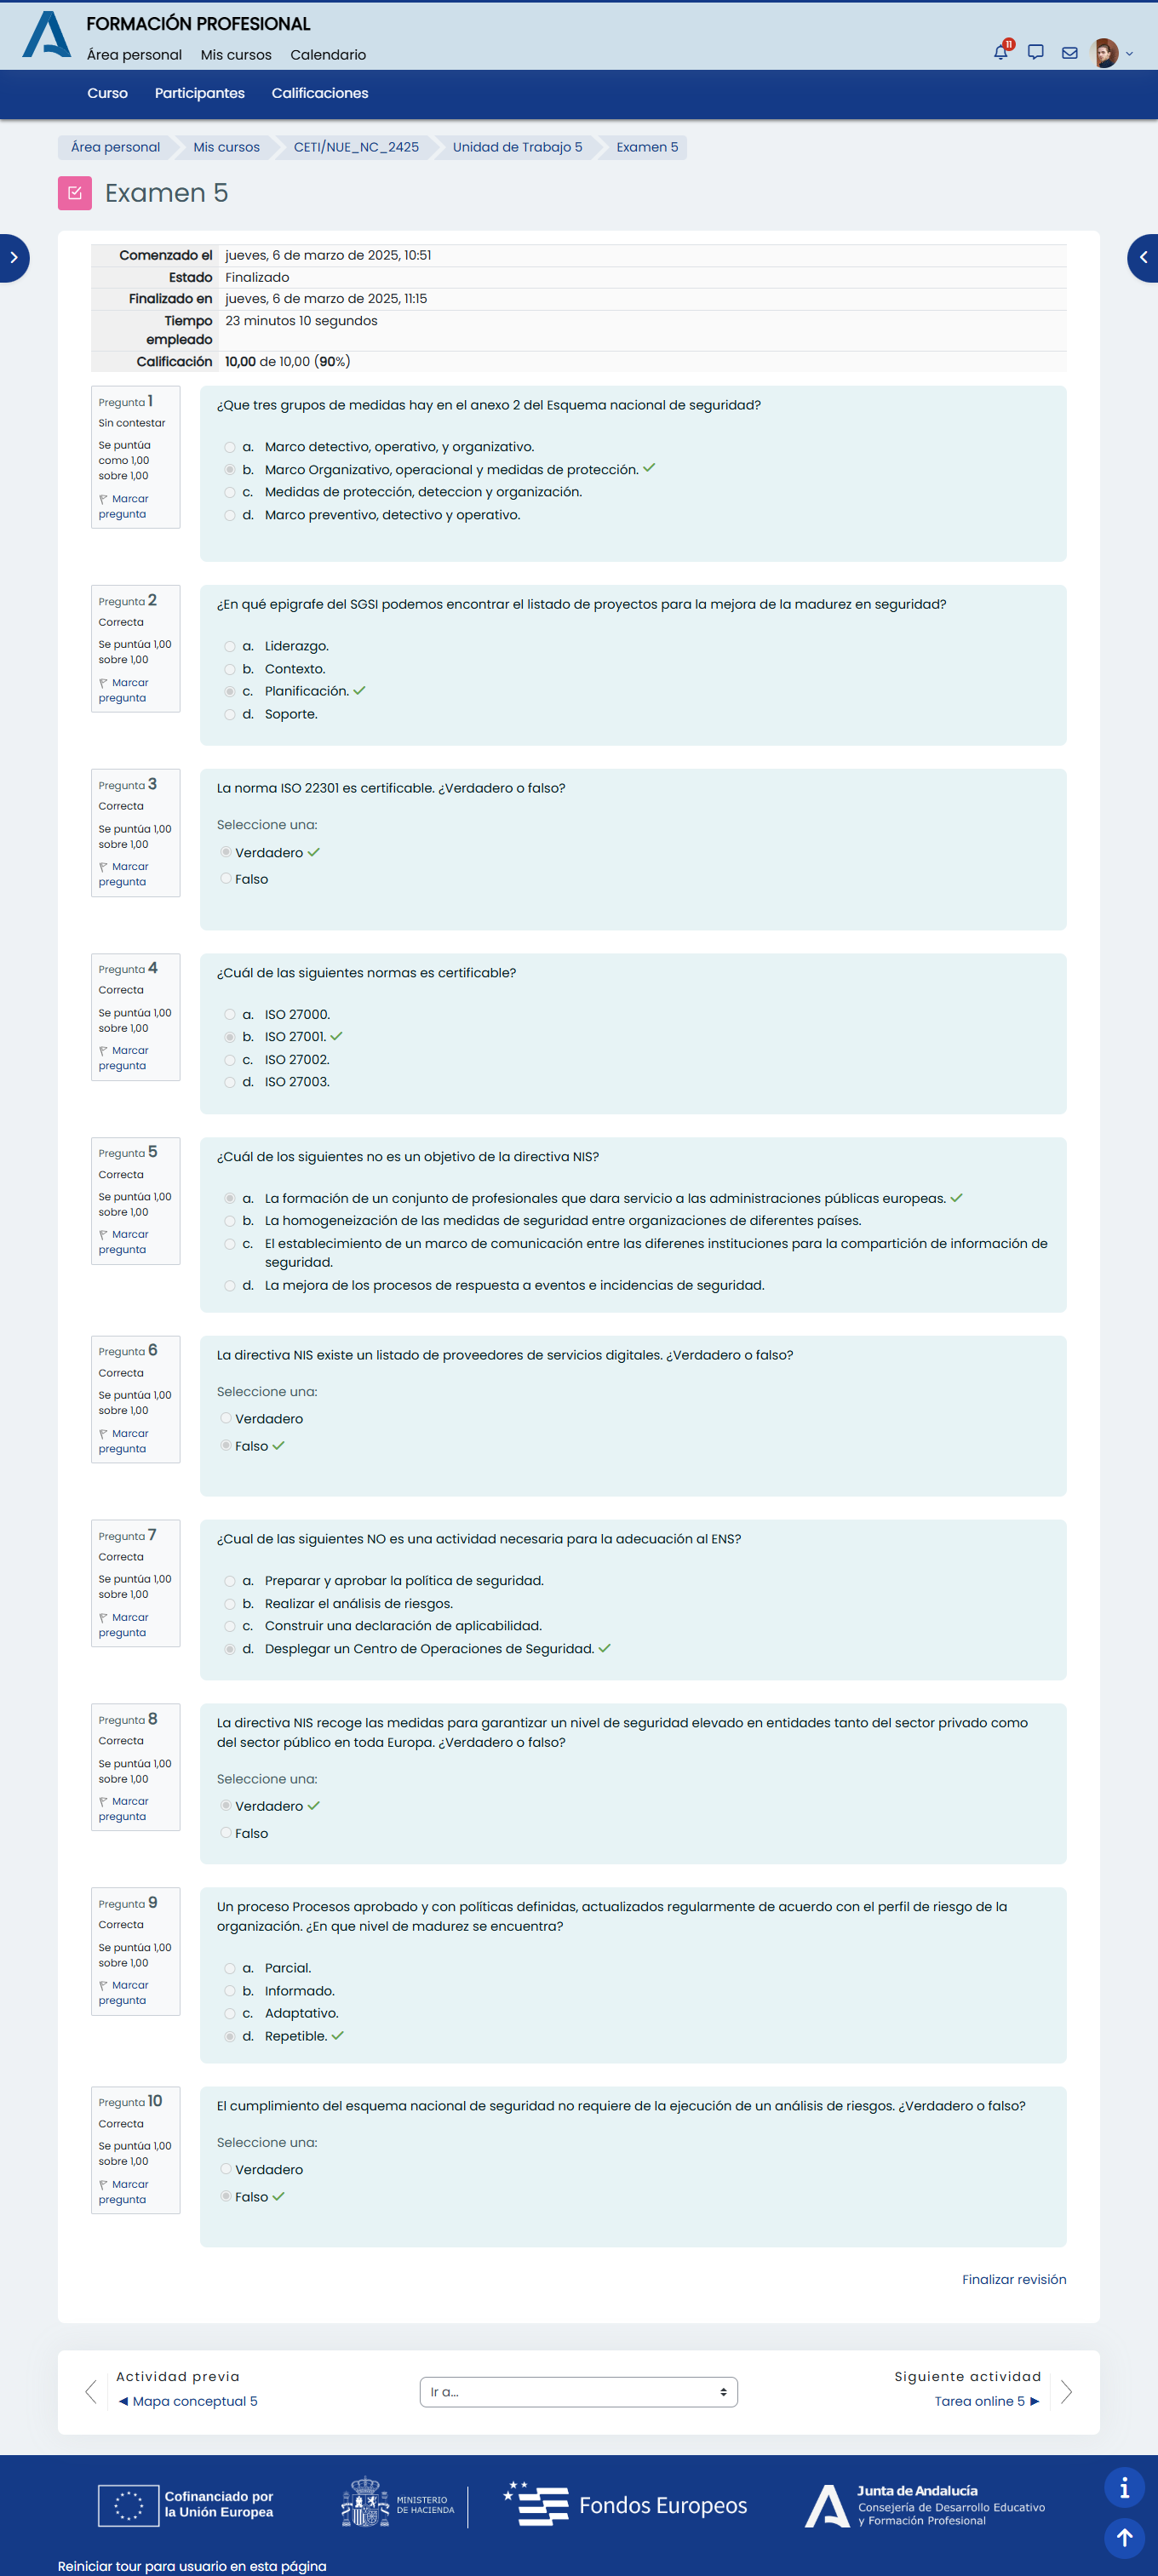 FORMACIÓN PROFESIONAL
Área personal Mis cursos Calendario
11
Curso Participantes Calificaciones
Área personal Mis cursos CETI/NUE_NC_2425 Unidad de Trabajo 5 Examen 5
Examen 5
Comenzado el jueves, 6 de marzo de 2025, 10:51
Estado Finalizado
Finalizado en jueves, 6 de marzo de 2025, 11:15
Tiempo empleado 23 minutos 10 segundos
Calificación 10,00 de 10,00 (90%)
Pregunta 1
Sin contestar
Se puntúa
como 1,00
sobre 1,00
Marcar
pregunta
¿Que tres grupos de medidas hay en el anexo 2 del Esquema nacional de seguridad?
a. Marco detectivo, operativo, y organizativo.
b. Marco Organizativo, operacional y medidas de protección.
c. Medidas de protección, deteccion y organización.
d. Marco preventivo, detectivo y operativo.
Pregunta 2
Correcta
Se puntúa 1,00
sobre 1,00
Marcar
pregunta
¿En qué epigrafe del SGSI podemos encontrar el listado de proyectos para la mejora de la madurez en seguridad?
a. Liderazgo.
b. Contexto.
c. Planificación.
d. Soporte.
Pregunta 3
Correcta
Se puntúa 1,00
sobre 1,00
Marcar
pregunta
La norma ISO 22301 es certificable. ¿Verdadero o falso?
Seleccione una:
Verdadero
Falso
Pregunta 4
Correcta
Se puntúa 1,00
sobre 1,00
Marcar
pregunta
¿Cuál de las siguientes normas es certificable?
a. ISO 27000.
b. ISO 27001.
c. ISO 27002.
d. ISO 27003.
Pregunta 5
Correcta
Se puntúa 1,00
sobre 1,00
Marcar
pregunta
¿Cuál de los siguientes no es un objetivo de la directiva NIS?
a. La formación de un conjunto de profesionales que dara servicio a las administraciones públicas europeas.
b. La homogeneización de las medidas de seguridad entre organizaciones de diferentes países.
c. El establecimiento de un marco de comunicación entre las diferenes instituciones para la compartición de información de
seguridad.
d. La mejora de los procesos de respuesta a eventos e incidencias de seguridad.
Pregunta 6
Correcta
Se puntúa 1,00
sobre 1,00
Marcar
pregunta
La directiva NIS existe un listado de proveedores de servicios digitales. ¿Verdadero o falso?
Seleccione una:
Verdadero
Falso
Pregunta 7
Correcta
Se puntúa 1,00
sobre 1,00
Marcar
pregunta
¿Cual de las siguientes NO es una actividad necesaria para la adecuación al ENS?
a. Preparar y aprobar la política de seguridad.
b. Realizar el análisis de riesgos.
c. Construir una declaración de aplicabilidad.
d. Desplegar un Centro de Operaciones de Seguridad.
Pregunta 8
Correcta
Se puntúa 1,00
sobre 1,00
Marcar
pregunta
La directiva NIS recoge las medidas para garantizar un nivel de seguridad elevado en entidades tanto del sector privado como
del sector público en toda Europa. ¿Verdadero o falso?
Seleccione una:
Verdadero
Falso
Pregunta 9
Correcta
Se puntúa 1,00
sobre 1,00
Marcar
pregunta
Un proceso Procesos aprobado y con políticas definidas, actualizados regularmente de acuerdo con el perfil de riesgo de la
organización. ¿En que nivel de madurez se encuentra?
a. Parcial.
b. Informado.
c. Adaptativo.
d. Repetible.
Pregunta 10
Correcta
Se puntúa 1,00
sobre 1,00
Marcar
pregunta
El cumplimiento del esquema nacional de seguridad no requiere de la ejecución de un análisis de riesgos. ¿Verdadero o falso?
Seleccione una:
Verdadero
Falso
Finalizar revisión
Actividad previa
◄ Mapa conceptual 5
Ir a...
Siguiente actividad
Tarea online 5 ►
Cofinanciado por
la Unión Europea
MINISTERIO
DE HACIENDA
Fondos Europeos
Junta de Andalucía
Consejería de Desarrollo Educativo
y Formación Profesional
Reiniciar tour para usuario en esta página